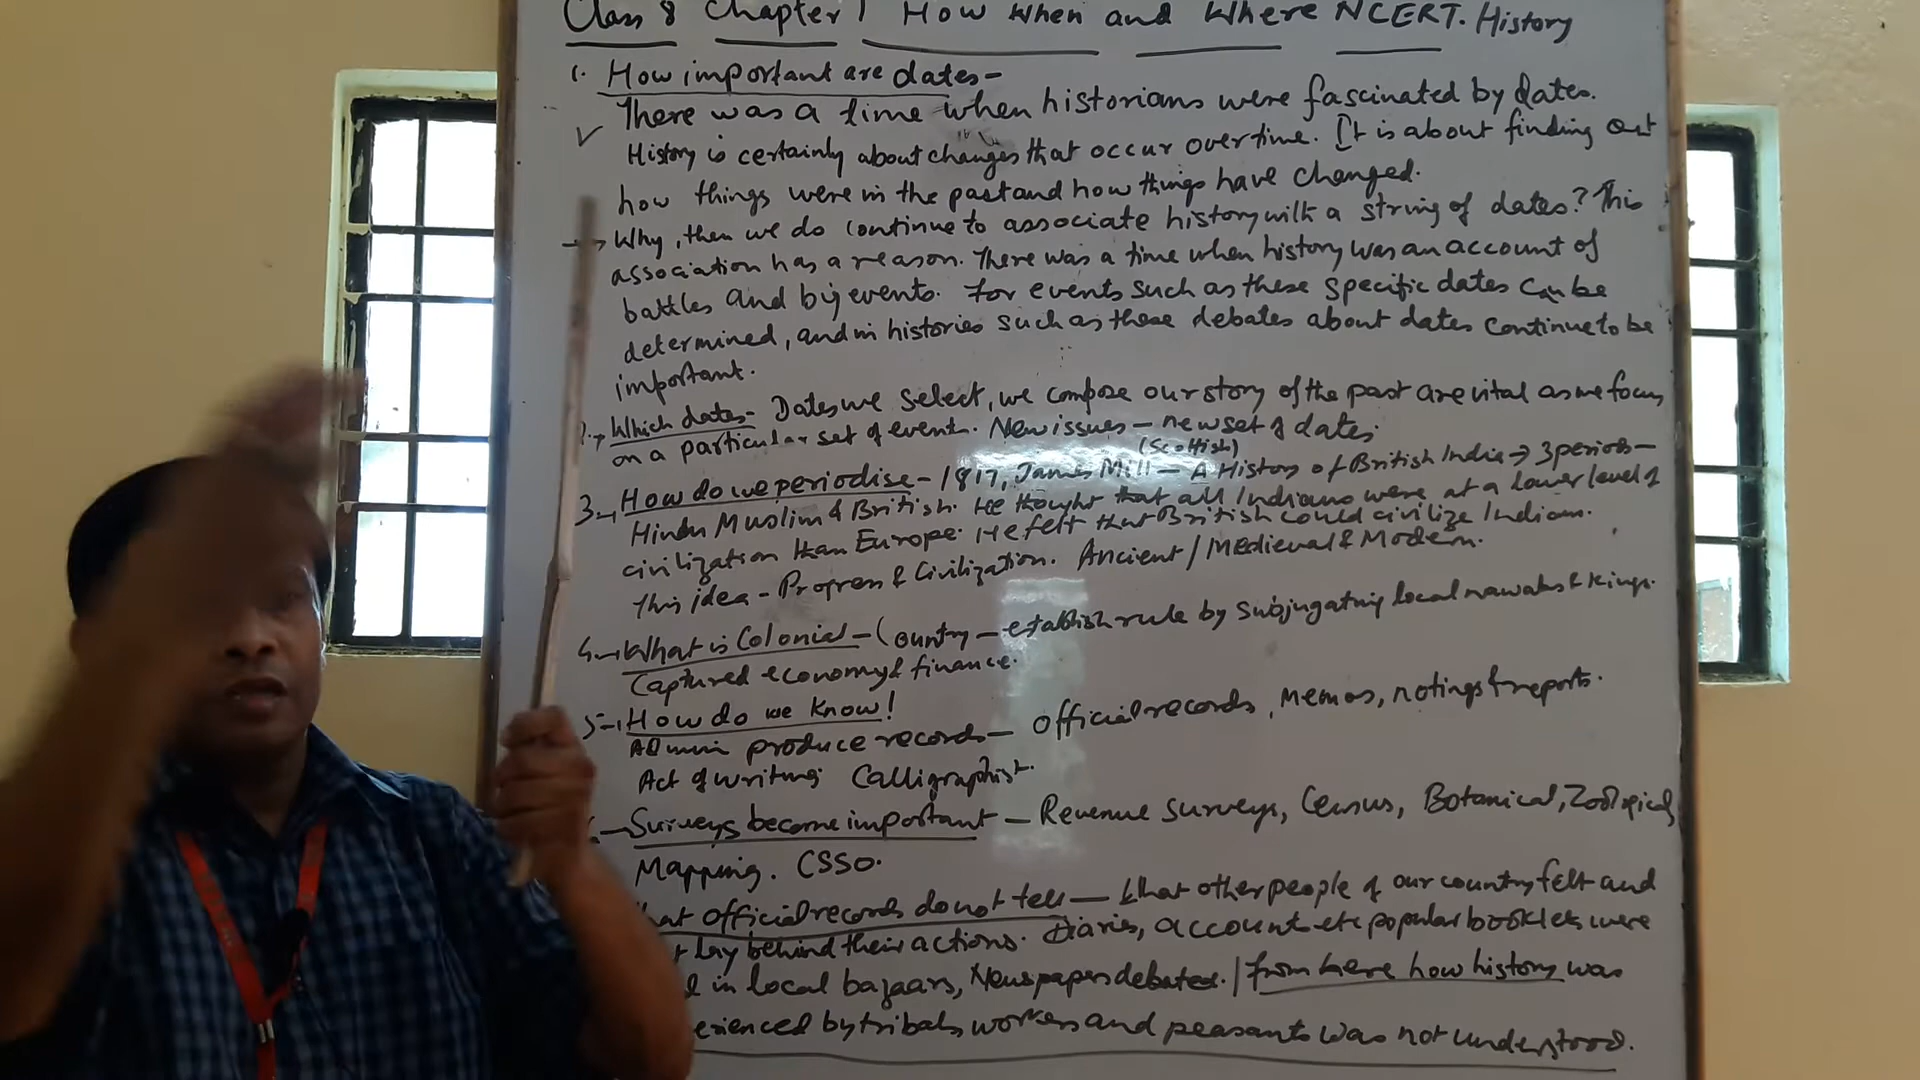 Class 8 Chapter 1 How When and Where NCERT. History
1. How important are dates-
There was a time when historians were fascinated by dates.
History is certainly about changes that occur over time. It is about finding out
how things were in the past and how things have changed.
Why, then we do continue to associate history with a string of dates? This
association has a reason. There was a time when history was an account of
battles and big events. For events such as these specific dates can be
determined, and in histories such as these debates about dates continue to be
important.
2. Which dates- Dates we select, we compose our story of the past are vital as we focus
on a particular set of event. New issues - new set of dates.
(Scottish)
3. How do we periodise - 1817, James Mill - A History of British India → 3 periods -
Hindu Muslim & British. He thought that all Indians were at a lower level of
civilization than Europe. He felt that British could civilize Indian.
This idea - Progress & Civilization. Ancient / Medieval & Modern.
4. What is Colonial - Country - establish rule by subjugating local nawabs & kings.
Captured economy & finance.
5. How do we know!
Admin produce records - official records, memos, notings & reports.
Act of writing Calligraphist.
Surveys become important - Revenue surveys, Census, Botanical, Zoological,
Mapping. CSSO.
hat official records do not tell - What other people of our country felt and
lay behind their actions. Diaries, accounts etc popular booklets were
in local bazaars, Newspapers debated. / from here how history was
erienced by tribals, workers and peasants was not understood.